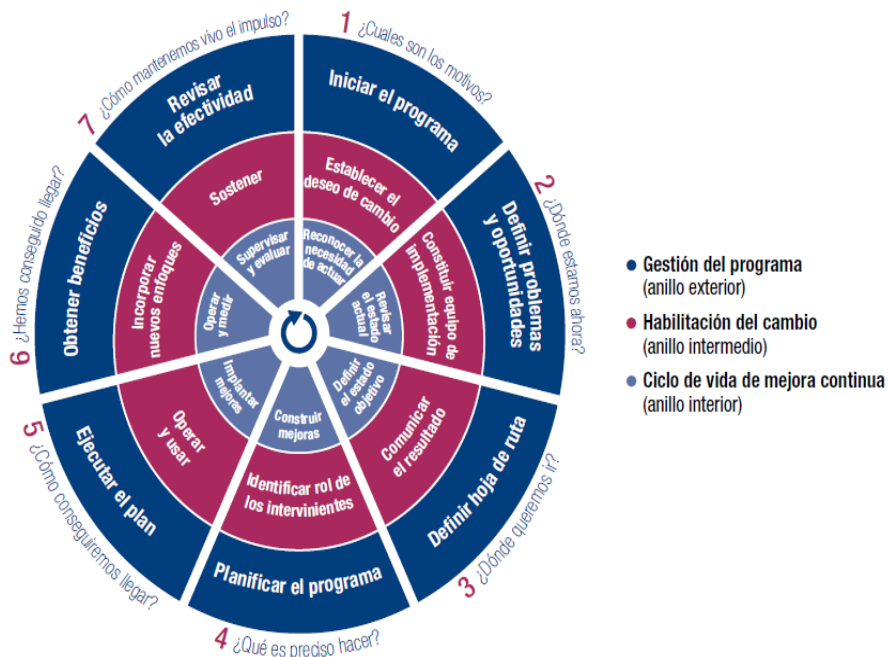 1 ¿Cuales son los motivos?
Iniciar el programa
Establecer el
deseo de cambio
Reconocer la
necesidad
de actuar
2 ¿Dónde estamos ahora?
Definir problemas
y oportunidades
Constituir equipo de
implementación
Revisar
el estado
actual
3 ¿Dónde queremos ir?
Definir hoja de ruta
Comunicar
el resultado
Definir
el estado
objetivo
4 ¿Qué es preciso hacer?
Planificar el programa
Identificar rol de
los intervinientes
Construir
mejoras
5 ¿Cómo conseguiremos llegar?
Ejecutar el plan
Operar
y usar
Implantar
mejoras
6 ¿Hemos conseguido llegar?
Obtener beneficios
Incorporar
nuevos enfoques
Operar
y medir
7 ¿Cómo mantenemos vivo el impulso?
Revisar
la efectividad
Sostener
Supervisar
y evaluar
• Gestión del programa
(anillo exterior)
• Habilitación del cambio
(anillo intermedio)
• Ciclo de vida de mejora continua
(anillo interior)